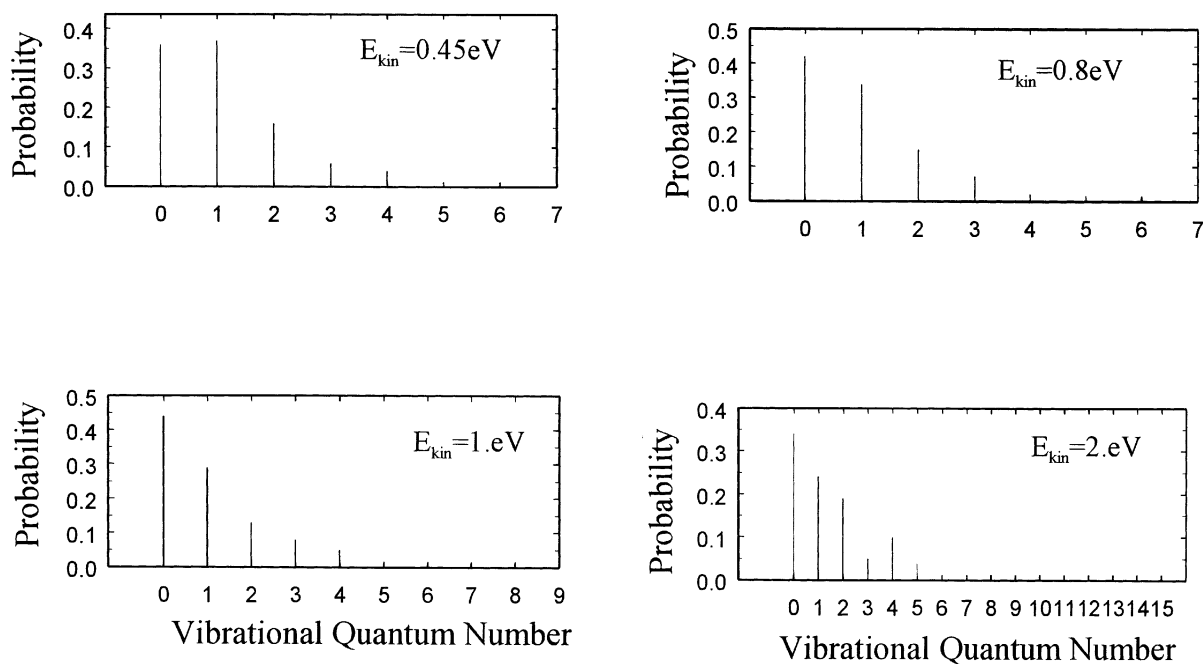 Probability
0.4
0.3
0.2
0.1
0.0
E_kin=0.45eV
0 1 2 3 4 5 6 7
Probability
0.5
0.4
0.3
0.2
0.1
0.0
E_kin=0.8eV
0 1 2 3 4 5 6 7
Probability
0.5
0.4
0.3
0.2
0.1
0.0
E_kin=1.eV
0 1 2 3 4 5 6 7 8 9
Vibrational Quantum Number
Probability
0.4
0.3
0.2
0.1
0.0
E_kin=2.eV
0 1 2 3 4 5 6 7 8 9 10 11 12 13 14 15
Vibrational Quantum Number